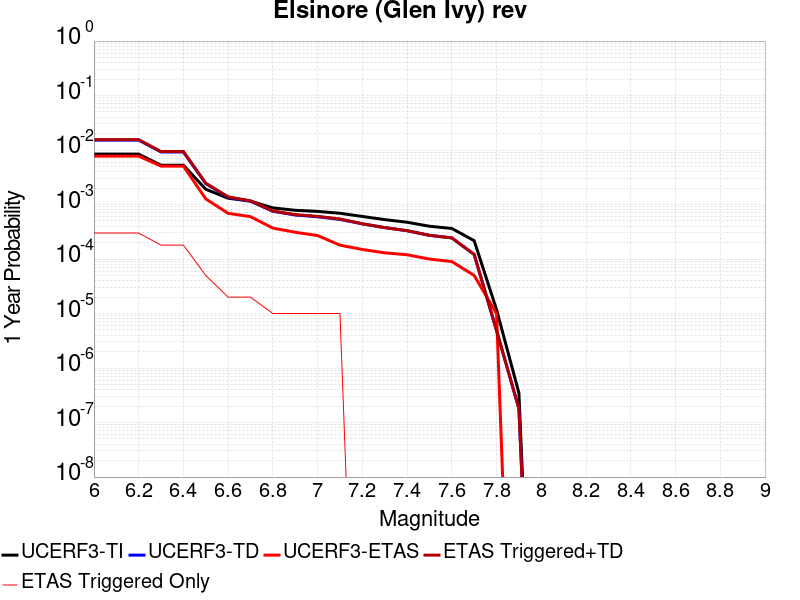 Elsinore (Glen Ivy) rev
10^0
10^-1
10^-2
10^-3
10^-4
10^-5
10^-6
10^-7
10^-8
1 Year Probability
6 6.2 6.4 6.6 6.8 7 7.2 7.4 7.6 7.8 8 8.2 8.4 8.6 8.8 9
Magnitude
UCERF3-TI UCERF3-TD UCERF3-ETAS ETAS Triggered+TD
ETAS Triggered Only